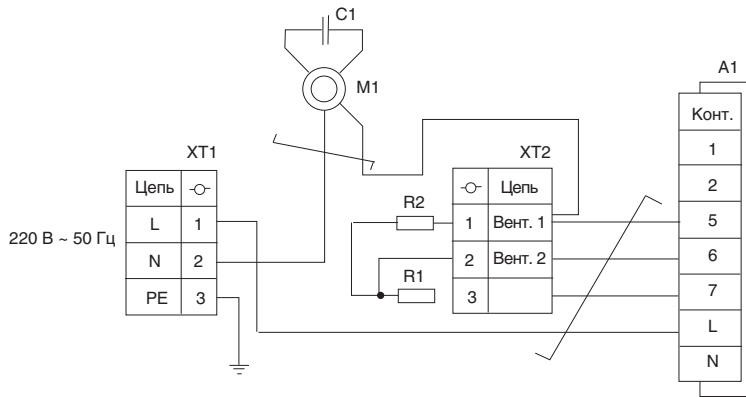 C1
M1
A1
Конт.
1
2
5
6
7
L
N
XT1
Цепь
L 1
N 2
PE 3
220 В ~ 50 Гц
R2
R1
XT2
Цепь
1 Вент. 1
2 Вент. 2
3